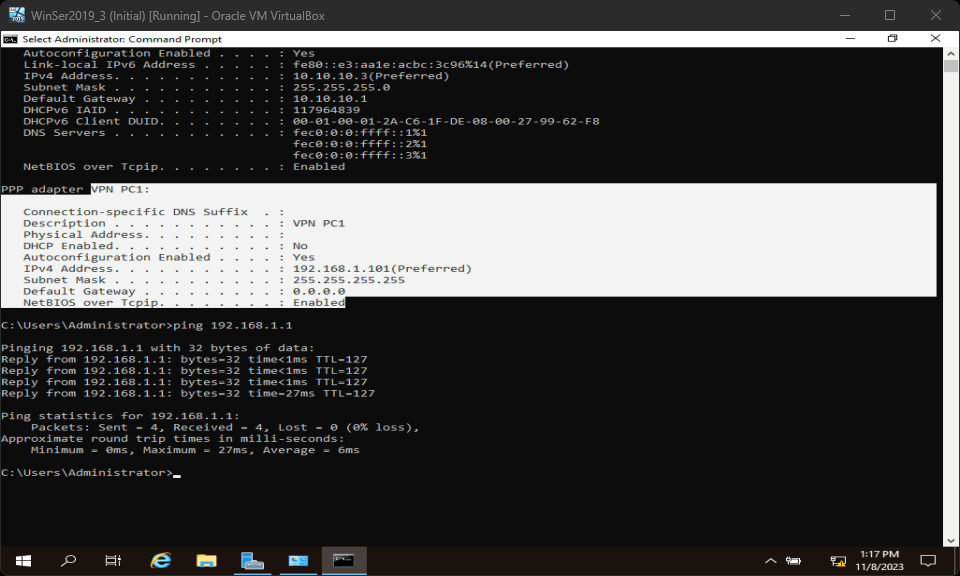 WinSer2019_3 (Initial) [Running] - Oracle VM VirtualBox
Select Administrator: Command Prompt
Autoconfiguration Enabled . . . . : Yes
Link-local IPv6 Address . . . . . : fe80::e3:aa1e:acbc:3c96%14(Preferred)
IPv4 Address. . . . . . . . . . . : 10.10.10.3(Preferred)
Subnet Mask . . . . . . . . . . . : 255.255.255.0
Default Gateway . . . . . . . . . : 10.10.10.1
DHCPv6 IAID . . . . . . . . . . . : 117964839
DHCPv6 Client DUID. . . . . . . . : 00-01-00-01-2A-C6-1F-DE-08-00-27-99-62-F8
DNS Servers . . . . . . . . . . . : fec0:0:0:ffff::1%1
fec0:0:0:ffff::2%1
fec0:0:0:ffff::3%1
NetBIOS over Tcpip. . . . . . . . : Enabled
PPP adapter VPN PC1:
Connection-specific DNS Suffix  . :
Description . . . . . . . . . . . : VPN PC1
Physical Address. . . . . . . . . :
DHCP Enabled. . . . . . . . . . . : No
Autoconfiguration Enabled . . . . : Yes
IPv4 Address. . . . . . . . . . . : 192.168.1.101(Preferred)
Subnet Mask . . . . . . . . . . . : 255.255.255.255
Default Gateway . . . . . . . . . : 0.0.0.0
NetBIOS over Tcpip. . . . . . . . : Enabled
C:\Users\Administrator>ping 192.168.1.1
Pinging 192.168.1.1 with 32 bytes of data:
Reply from 192.168.1.1: bytes=32 time<1ms TTL=127
Reply from 192.168.1.1: bytes=32 time<1ms TTL=127
Reply from 192.168.1.1: bytes=32 time<1ms TTL=127
Reply from 192.168.1.1: bytes=32 time=27ms TTL=127
Ping statistics for 192.168.1.1:
Packets: Sent = 4, Received = 4, Lost = 0 (0% loss),
Approximate round trip times in milli-seconds:
Minimum = 0ms, Maximum = 27ms, Average = 6ms
C:\Users\Administrator>
1:17 PM
11/8/2023